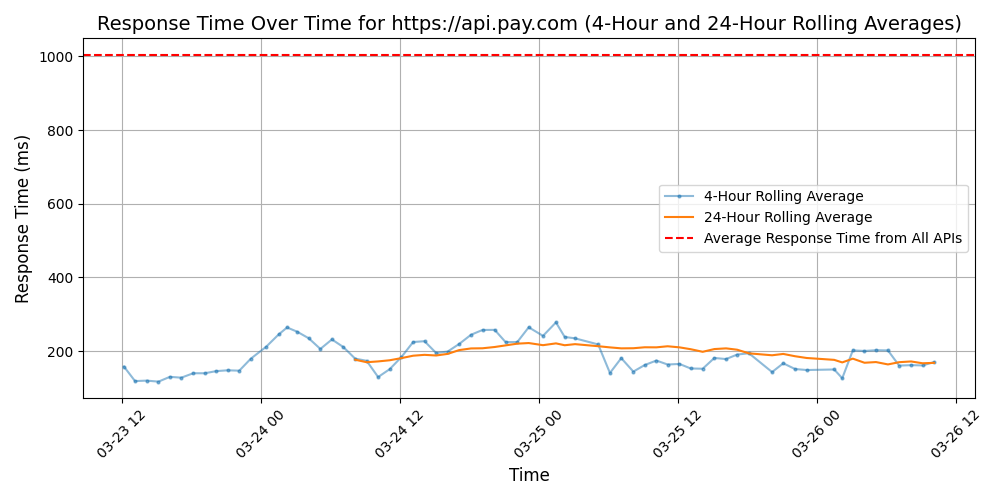 Response Time Over Time for https://api.pay.com (4-Hour and 24-Hour Rolling Averages)
Response Time (ms)
1000
800
600
400
200
4-Hour Rolling Average
24-Hour Rolling Average
Average Response Time from All APIs
03-23 12
03-24 00
03-24 12
03-25 00
03-25 12
03-26 00
03-26 12
Time